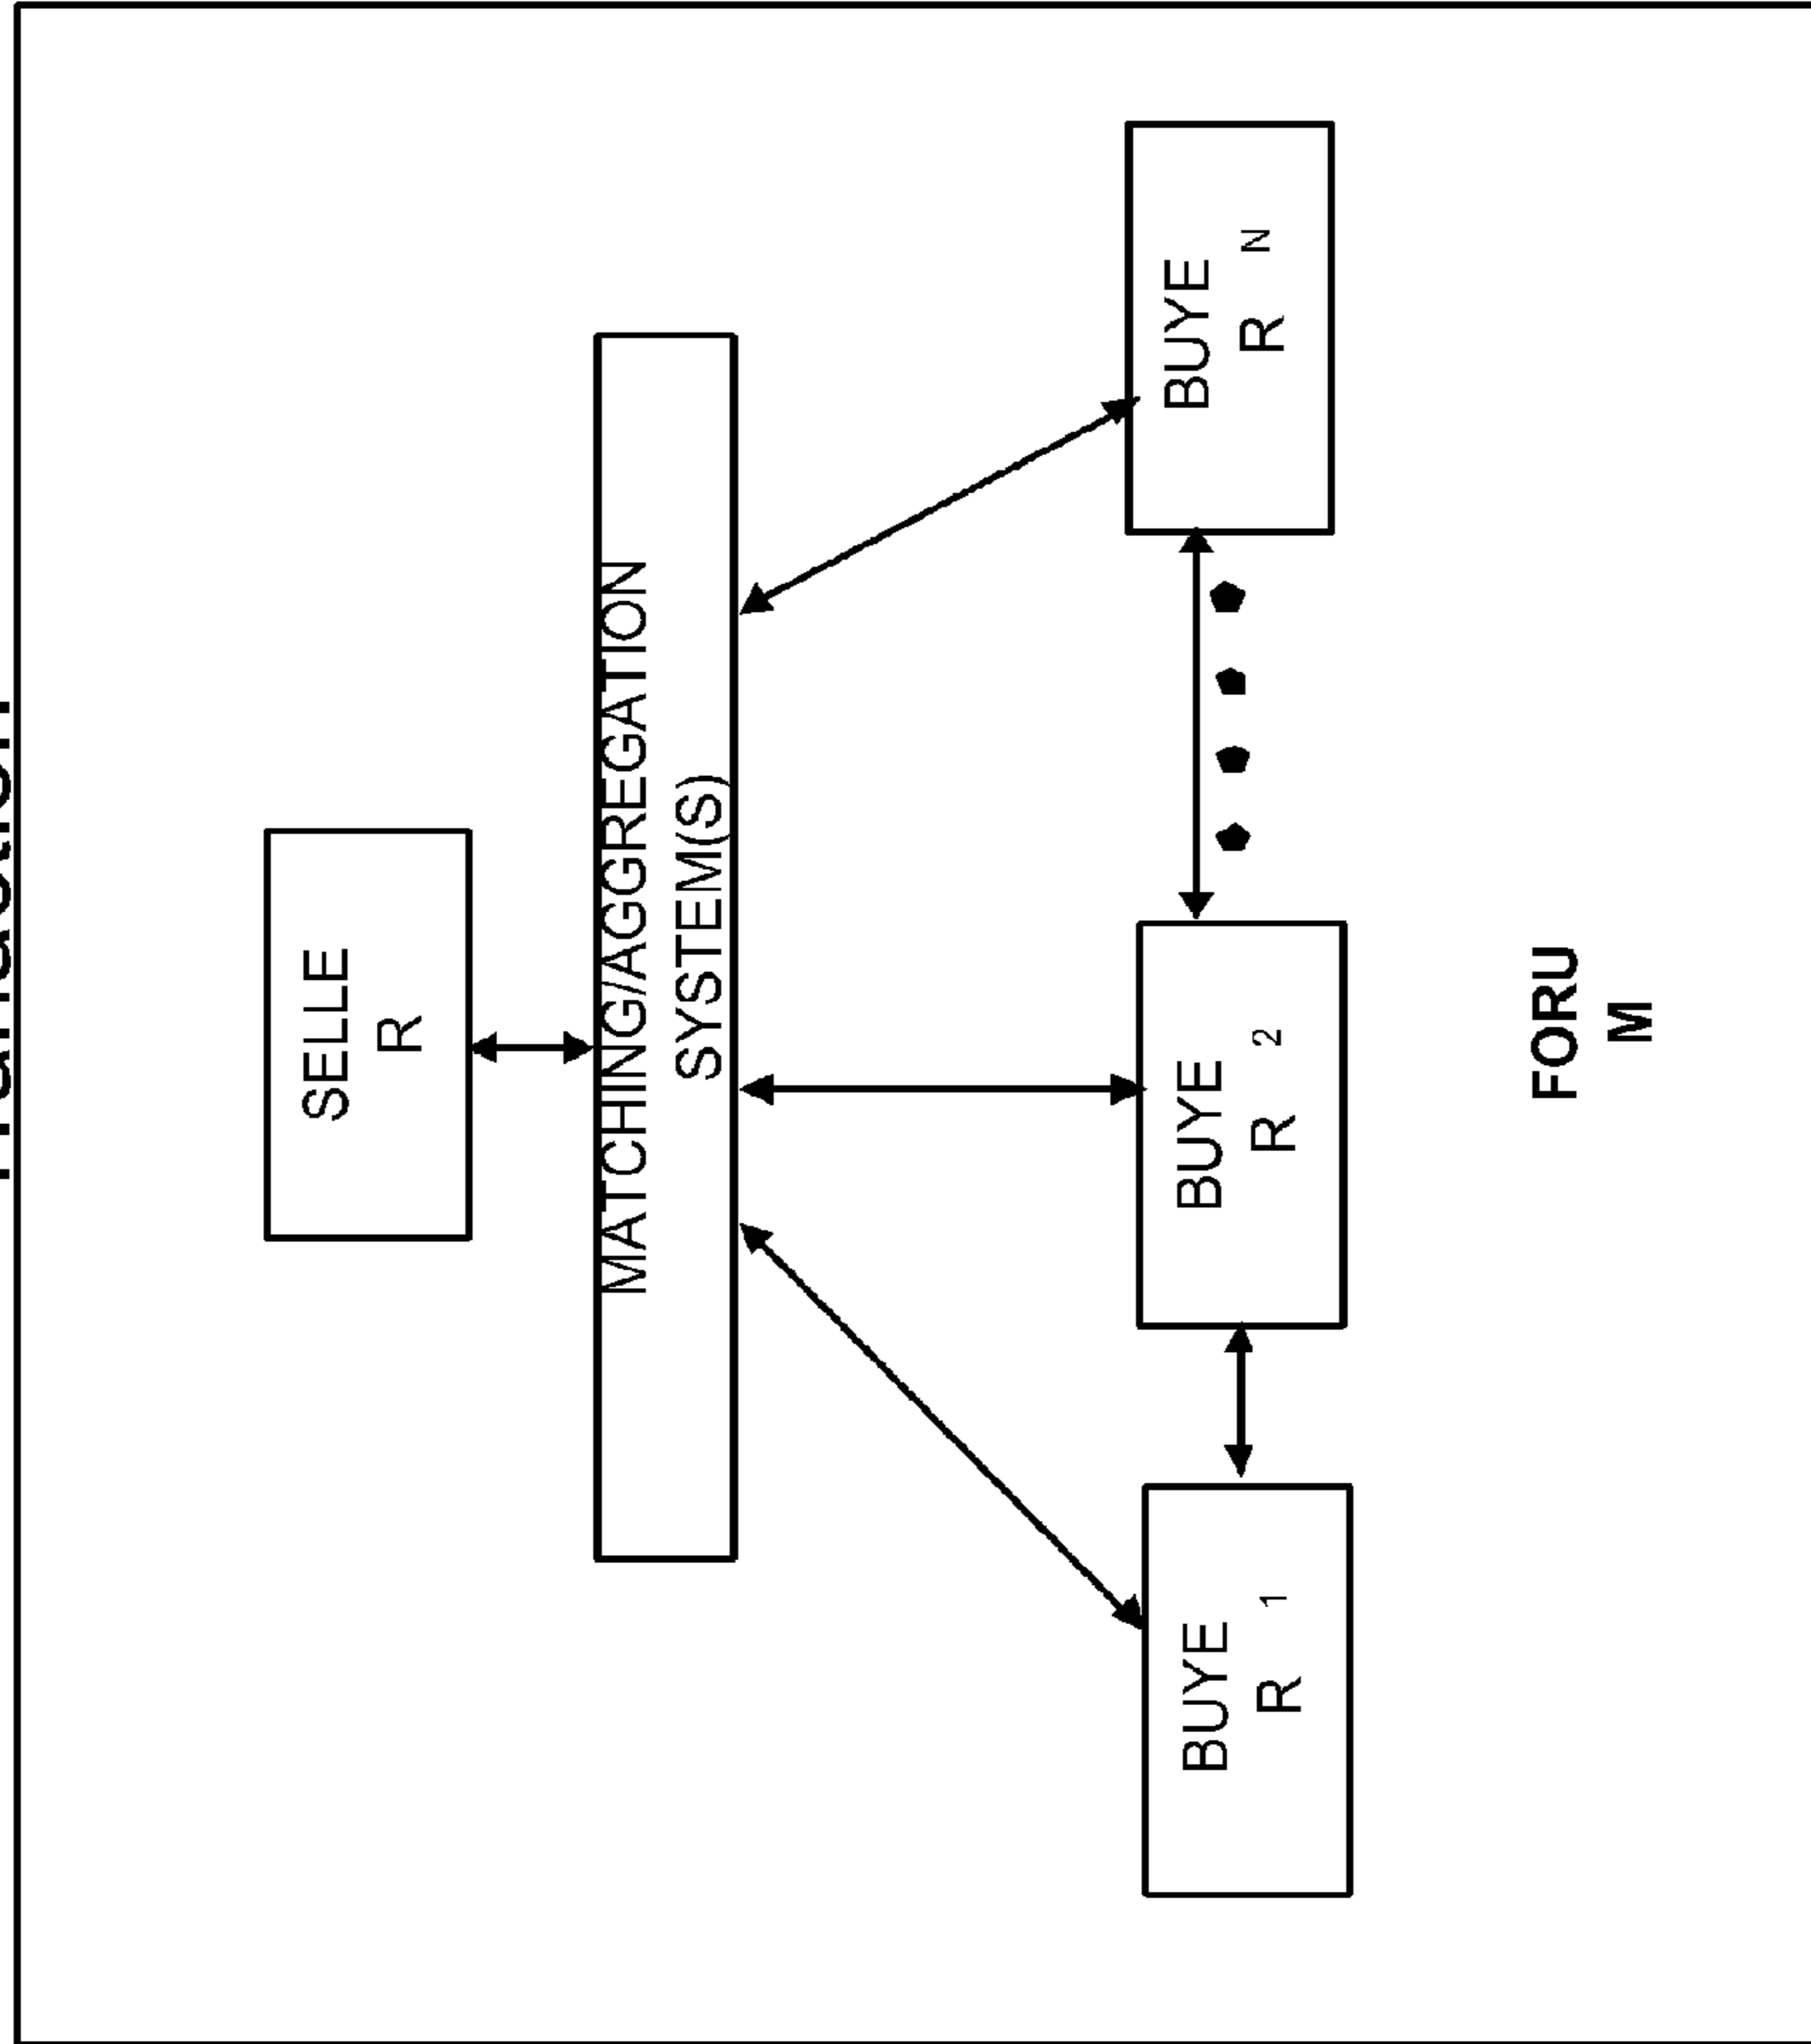 SELLE
R
MATCHING/AGGREGATION
SYSTEM(S)
BUYE
R 1
BUYE
R 2
BUYE
R N
FORU
M